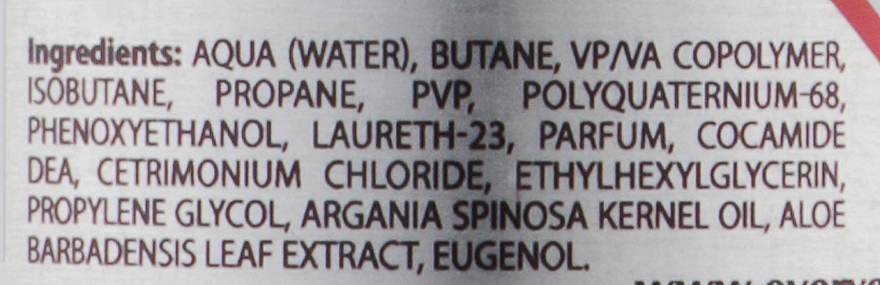 Ingredients: AQUA (WATER), BUTANE, VP/VA COPOLYMER,
ISOBUTANE, PROPANE, PVP, POLYQUATERNIUM-68,
PHENOXYETHANOL, LAURETH-23, PARFUM, COCAMIDE
DEA, CETRIMONIUM CHLORIDE, ETHYLHEXYLGLYCERIN,
PROPYLENE GLYCOL, ARGANIA SPINOSA KERNEL OIL, ALOE
BARBADENSIS LEAF EXTRACT, EUGENOL.